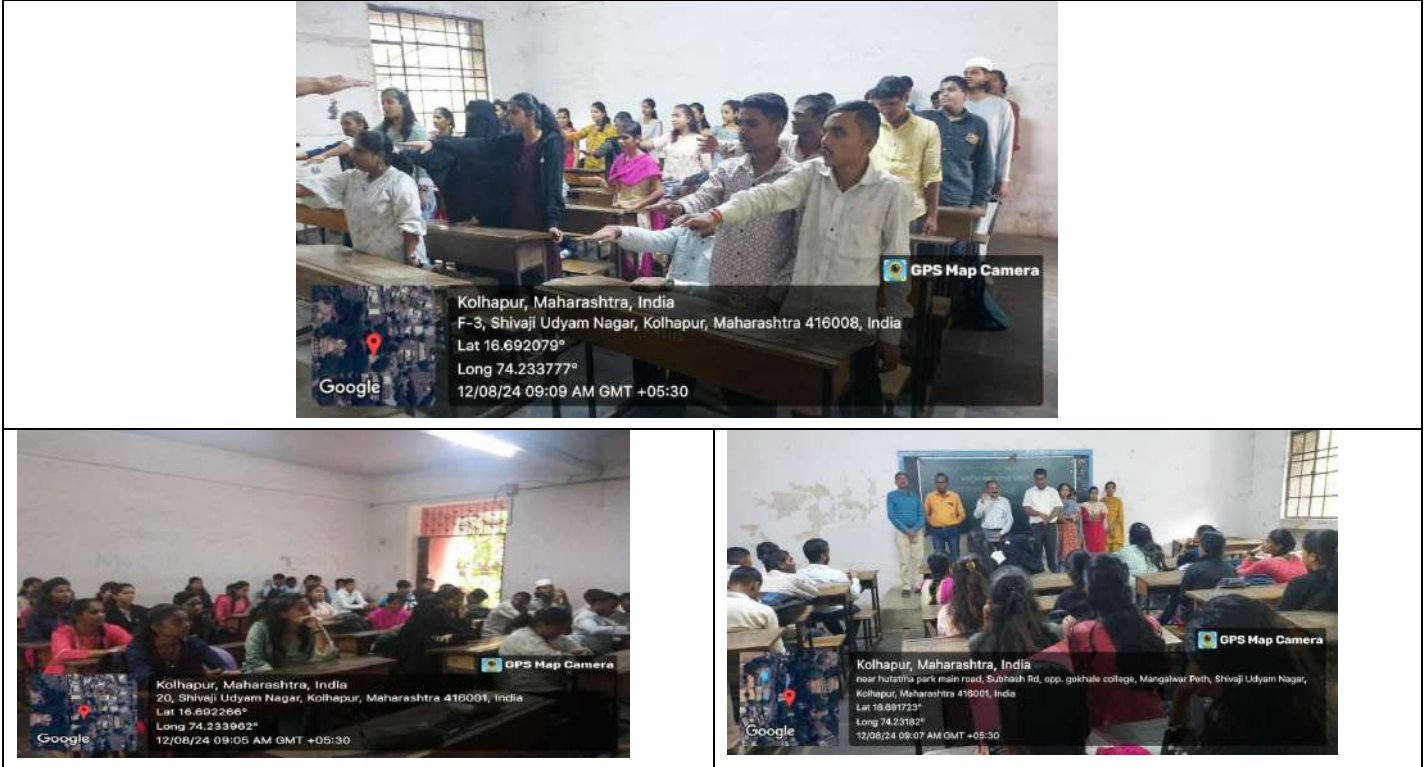 GPS Map Camera
Kolhapur, Maharashtra, India
F-3, Shivaji Udyam Nagar, Kolhapur, Maharashtra 416008, India
Lat 16.692079°
Long 74.233777°
12/08/24 09:09 AM GMT +05:30
Google
GPS Map Camera
Kolhapur, Maharashtra, India
20, Shivaji Udyam Nagar, Kolhapur, Maharashtra 416001, India
Lat 16.692266°
Long 74.233962°
12/08/24 09:05 AM GMT +05:30
Google
GPS Map Camera
Kolhapur, Maharashtra, India
near hutatma park main road, Subhash Rd, opp. gokhale college, Mangalwar Peth, Shivaji Udyam Nagar,
Kolhapur, Maharashtra 416001, India
Lat 16.691723°
Long 74.23182°
12/08/24 09:07 AM GMT +05:30
Google